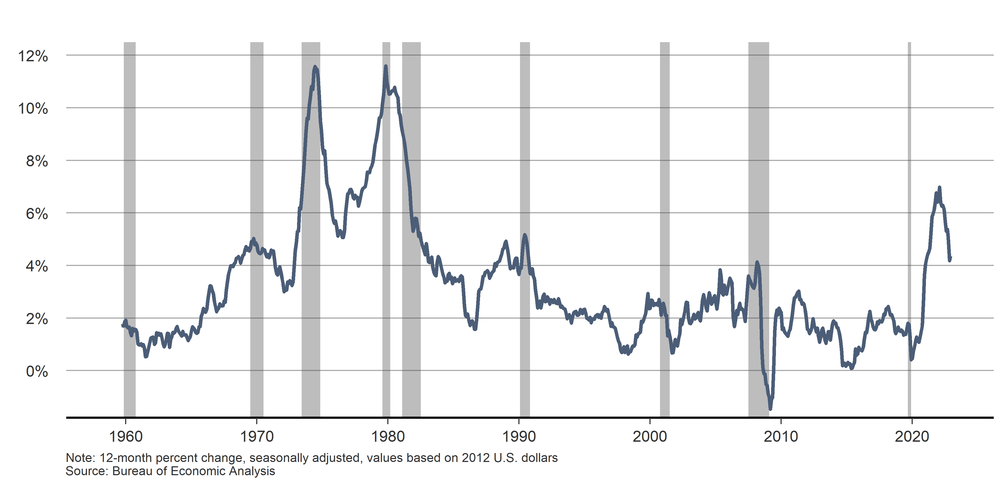 12%
10%
8%
6%
4%
2%
0%
1960 1970 1980 1990 2000 2010 2020
Note: 12-month percent change, seasonally adjusted, values based on 2012 U.S. dollars
Source: Bureau of Economic Analysis